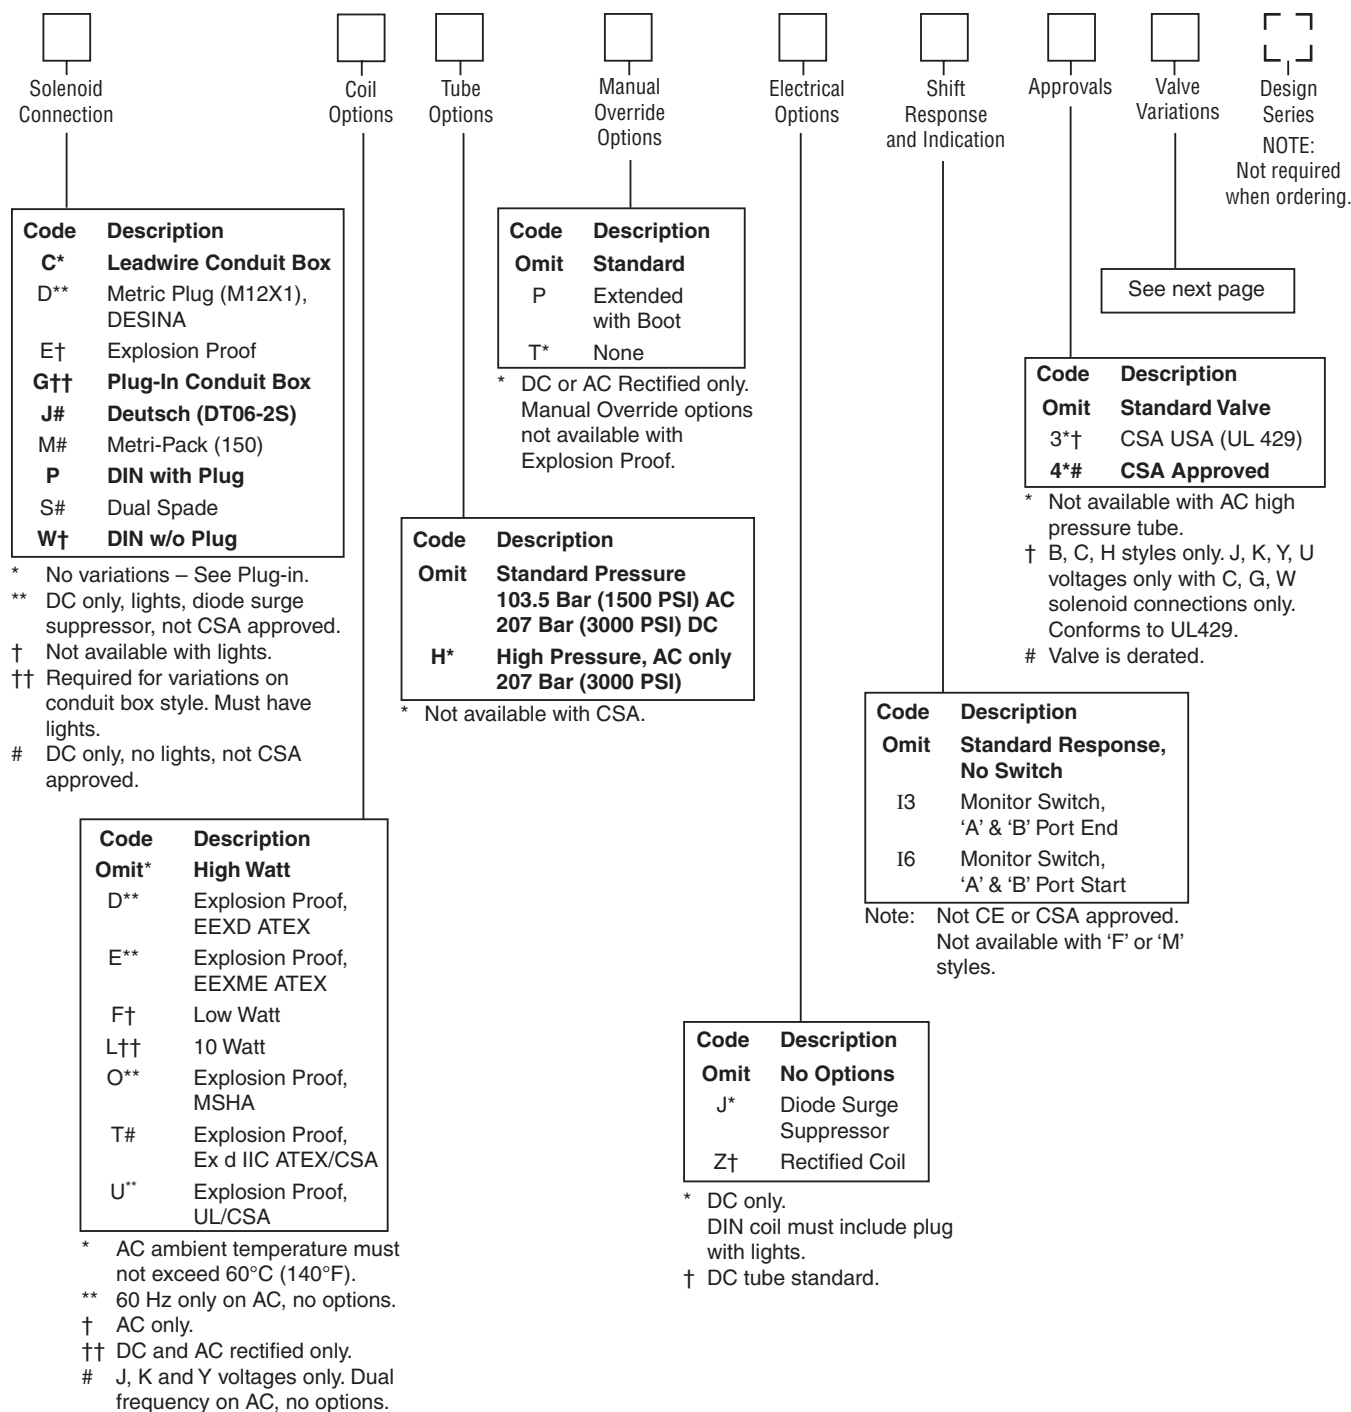 Solenoid
Connection
Coil
Options
Tube
Options
Manual
Override
Options
Electrical
Options
Shift
Response
and Indication
Approvals
Valve
Variations
Design
Series
NOTE:
Not required
when ordering.
Code Description
C* Leadwire Conduit Box
D** Metric Plug (M12X1),
DESINA
E† Explosion Proof
G†† Plug-In Conduit Box
J# Deutsch (DT06-2S)
M# Metri-Pack (150)
P DIN with Plug
S# Dual Spade
W† DIN w/o Plug
* No variations – See Plug-in.
** DC only, lights, diode surge
suppressor, not CSA approved.
† Not available with lights.
†† Required for variations on
conduit box style. Must have
lights.
# DC only, no lights, not CSA
approved.
Code Description
Omit* High Watt
D** Explosion Proof,
EEXD ATEX
E** Explosion Proof,
EEXME ATEX
F† Low Watt
L†† 10 Watt
O** Explosion Proof,
MSHA
T# Explosion Proof,
Ex d IIC ATEX/CSA
U** Explosion Proof,
UL/CSA
* AC ambient temperature must
not exceed 60°C (140°F).
** 60 Hz only on AC, no options.
† AC only.
†† DC and AC rectified only.
# J, K and Y voltages only. Dual
frequency on AC, no options.
Code Description
Omit Standard Pressure
103.5 Bar (1500 PSI) AC
207 Bar (3000 PSI) DC
H* High Pressure, AC only
207 Bar (3000 PSI)
* Not available with CSA.
Code Description
Omit Standard
P Extended
with Boot
T* None
* DC or AC Rectified only.
Manual Override options
not available with
Explosion Proof.
Code Description
Omit No Options
J* Diode Surge
Suppressor
Z† Rectified Coil
* DC only.
DIN coil must include plug
with lights.
† DC tube standard.
Code Description
Omit Standard Response,
No Switch
I3 Monitor Switch,
‘A’ & ‘B’ Port End
I6 Monitor Switch,
‘A’ & ‘B’ Port Start
Note: Not CE or CSA approved.
Not available with ‘F’ or ‘M’
styles.
Code Description
Omit Standard Valve
3*† CSA USA (UL 429)
4*# CSA Approved
* Not available with AC high
pressure tube.
† B, C, H styles only. J, K, Y, U
voltages only with C, G, W
solenoid connections only.
Conforms to UL429.
# Valve is derated.
See next page